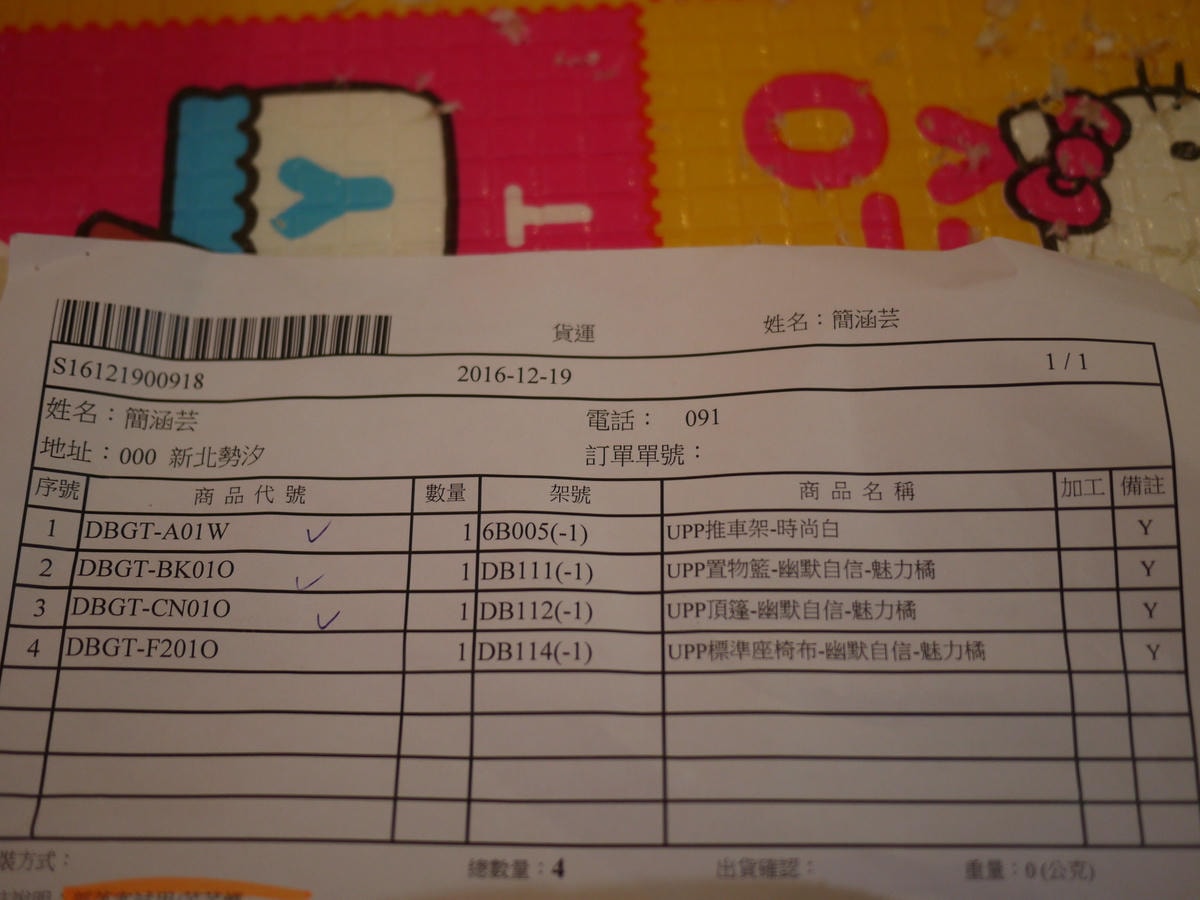 Y
T
O
貨運
姓名：簡涵芸
S16121900918 2016-12-19 1 / 1
姓名：簡涵芸 電話： 091
地址：000 新北勢汐 訂單單號：
序號 商品代號 數量 架號 商品名稱 加工 備註
1 DBGT-A01W 1 6B005(-1) UPP推車架-時尚白 Y
2 DBGT-BK01O 1 DB111(-1) UPP置物籃-幽默自信-魅力橘 Y
3 DBGT-CN01O 1 DB112(-1) UPP頂篷-幽默自信-魅力橘 Y
4 DBGT-F201O 1 DB114(-1) UPP標準座椅布-幽默自信-魅力橘 Y
裝方式： 總數量：4 出貨確認： 重量：0 (公克)